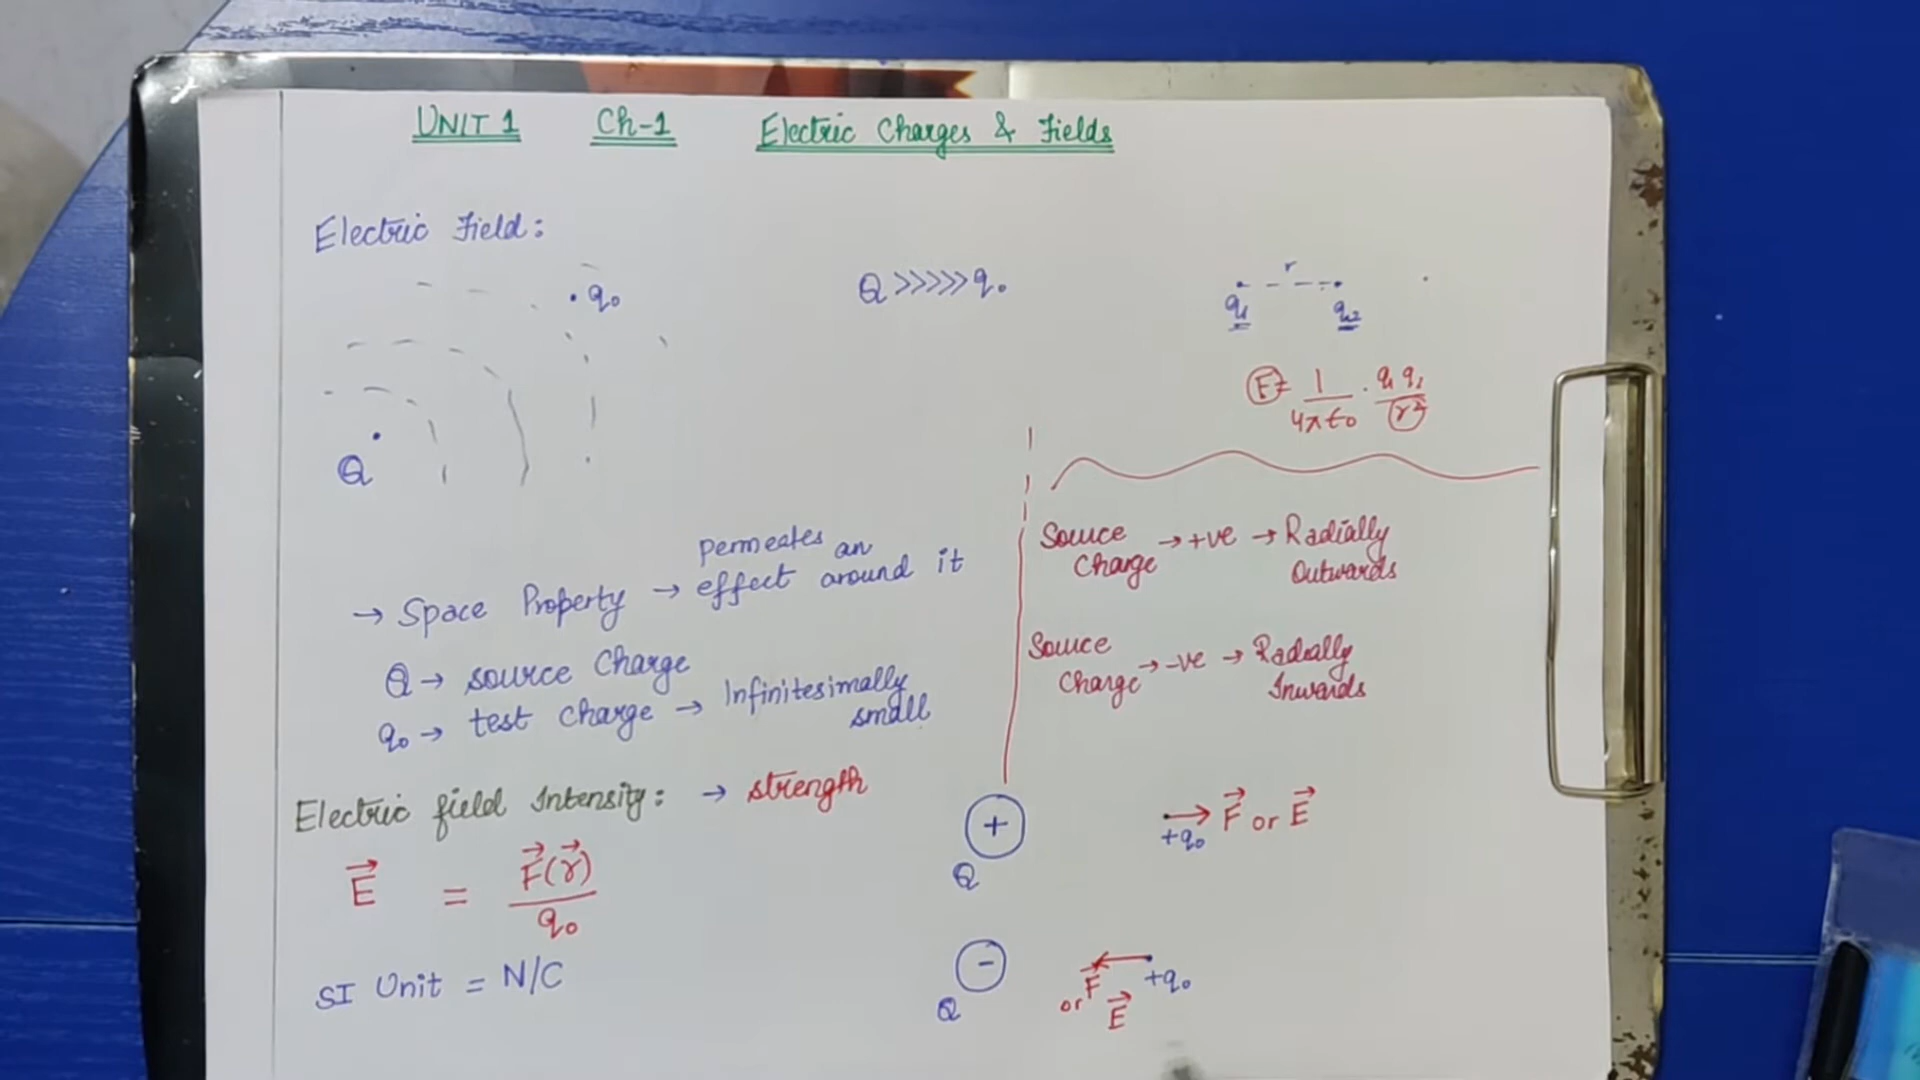 UNIT 1 Ch-1 Electric Charges & Fields
Electric Field:
q₀
Q >>>>> q₀
r
q₁ q₂
F = 1/4πε₀ · q₁q₂/r²
Q
→ Space Property → permeates an
effect around it
Q → source Charge
q₀ → test charge → Infinitesimally
small
Source
Charge → +ve → Radially
Outwards
Source
Charge → -ve → Radially
Inwards
Electric field Intensity: → strength
E⃗ = F⃗(r⃗)/q₀
SI Unit = N/C
+
Q
+q₀ → F⃗ or E⃗
-
Q
+q₀
F⃗
or E⃗